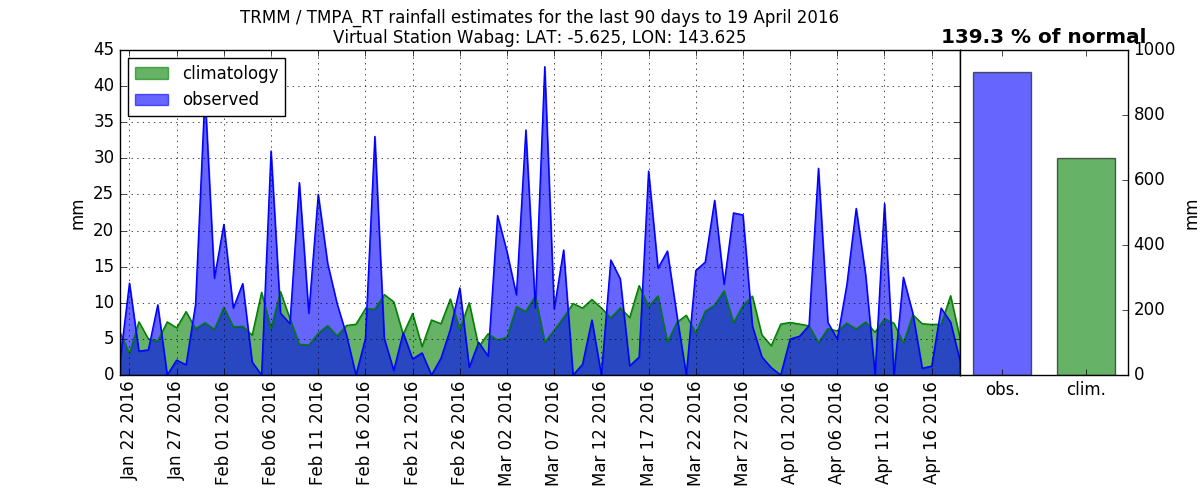 TRMM / TMPA_RT rainfall estimates for the last 90 days to 19 April 2016
Virtual Station Wabag: LAT: -5.625, LON: 143.625
139.3 % of normal
climatology
observed
mm
45
40
35
30
25
20
15
10
5
0
Jan 22 2016
Jan 27 2016
Feb 01 2016
Feb 06 2016
Feb 11 2016
Feb 16 2016
Feb 21 2016
Feb 26 2016
Mar 02 2016
Mar 07 2016
Mar 12 2016
Mar 17 2016
Mar 22 2016
Mar 27 2016
Apr 01 2016
Apr 06 2016
Apr 11 2016
Apr 16 2016
1000
800
600
400
200
0
mm
obs.
clim.